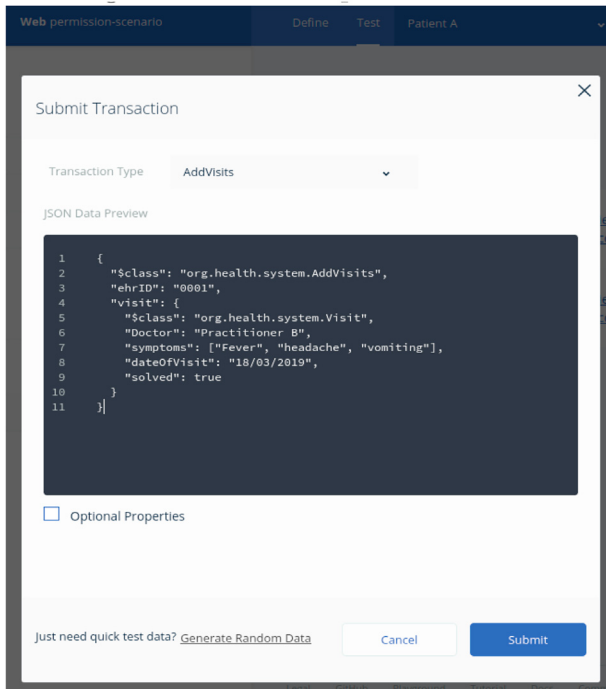 Web permission-scenario
Define
Test
Patient A
Submit Transaction
Transaction Type
AddVisits
JSON Data Preview
1 {
2 "$class": "org.health.system.AddVisits",
3 "ehrID": "0001",
4 "visit": {
5 "$class": "org.health.system.Visit",
6 "Doctor": "Practitioner B",
7 "symptoms": ["Fever", "headache", "vomiting"],
8 "dateOfVisit": "18/03/2019",
9 "solved": true
10 }
11 }
Optional Properties
Just need quick test data? Generate Random Data
Cancel
Submit